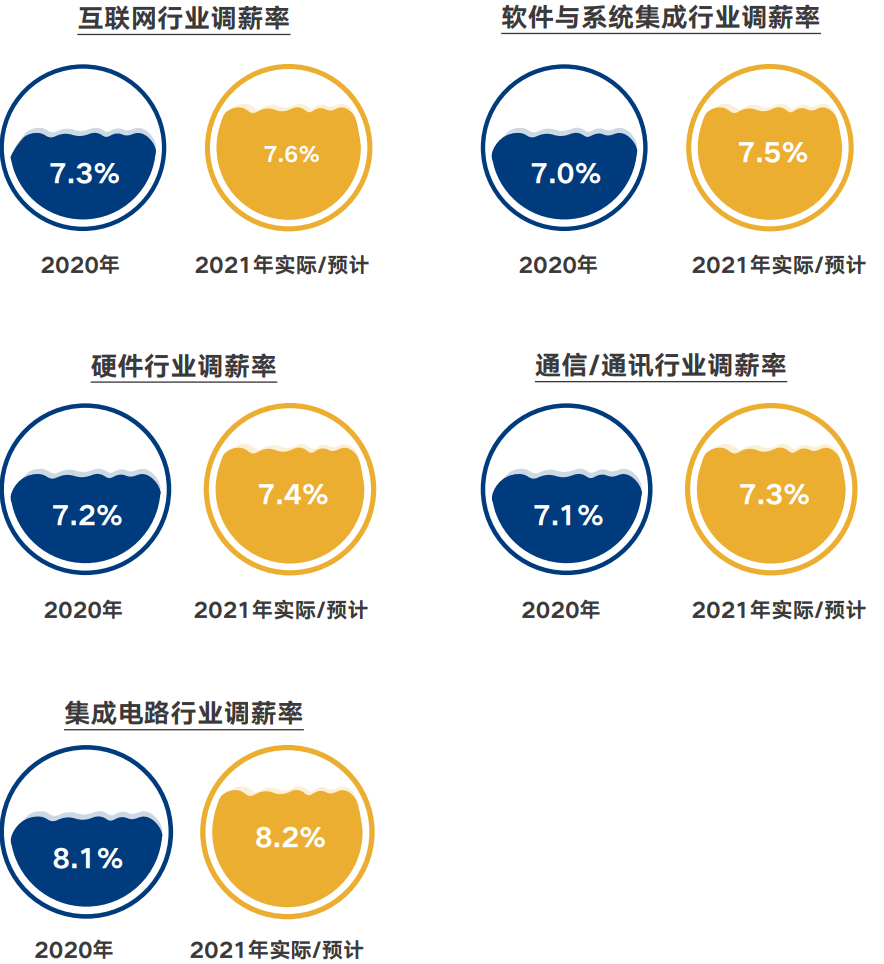 互联网行业调薪率
7.3%
7.6%
2020年
2021年实际/预计
软件与系统集成行业调薪率
7.0%
7.5%
2020年
2021年实际/预计
硬件行业调薪率
7.2%
7.4%
2020年
2021年实际/预计
通信/通讯行业调薪率
7.1%
7.3%
2020年
2021年实际/预计
集成电路行业调薪率
8.1%
8.2%
2020年
2021年实际/预计